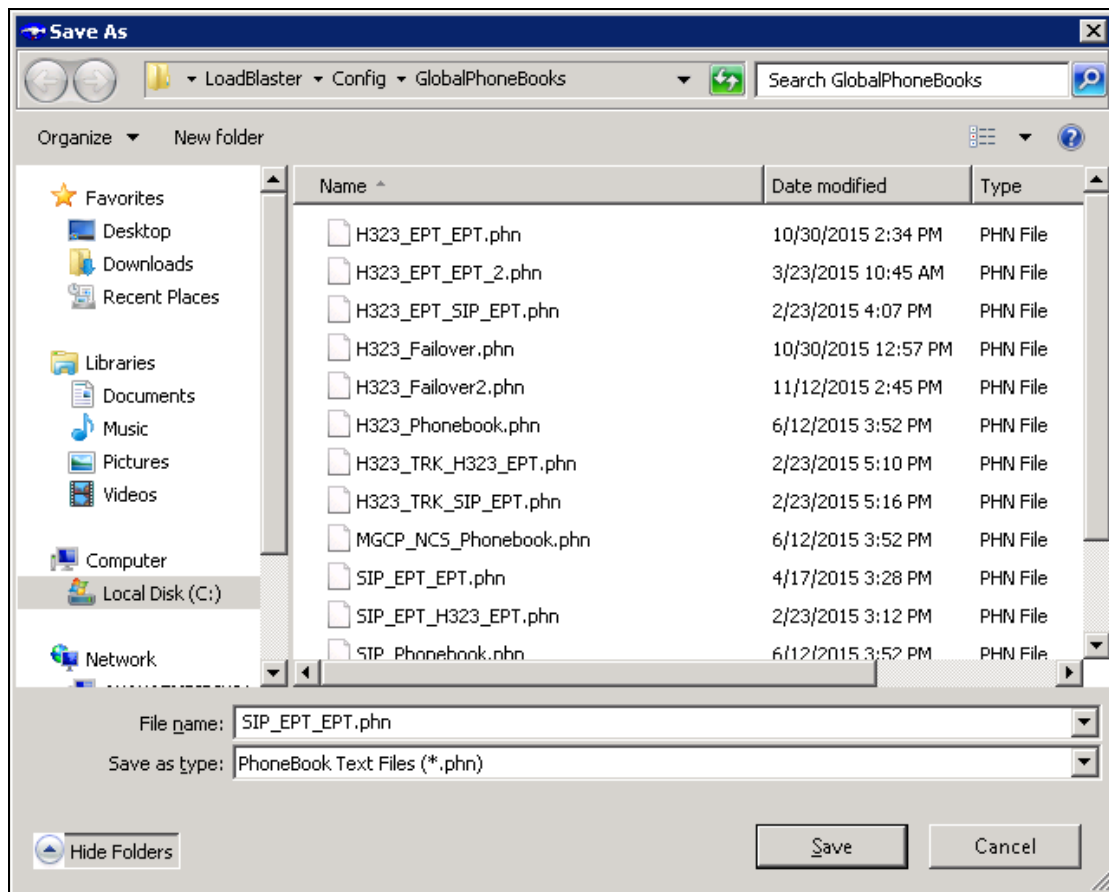 Save As
LoadBlaster Config GlobalPhoneBooks Search GlobalPhoneBooks
Organize New folder
Favorites
Desktop
Downloads
Recent Places
Libraries
Documents
Music
Pictures
Videos
Computer
Local Disk (C:)
Network
Name Date modified Type
H323_EPT_EPT.phn 10/30/2015 2:34 PM PHN File
H323_EPT_EPT_2.phn 3/23/2015 10:45 AM PHN File
H323_EPT_SIP_EPT.phn 2/23/2015 4:07 PM PHN File
H323_Failover.phn 10/30/2015 12:57 PM PHN File
H323_Failover2.phn 11/12/2015 2:45 PM PHN File
H323_Phonebook.phn 6/12/2015 3:52 PM PHN File
H323_TRK_H323_EPT.phn 2/23/2015 5:10 PM PHN File
H323_TRK_SIP_EPT.phn 2/23/2015 5:16 PM PHN File
MGCP_NCS_Phonebook.phn 6/12/2015 3:52 PM PHN File
SIP_EPT_EPT.phn 4/17/2015 3:28 PM PHN File
SIP_EPT_H323_EPT.phn 2/23/2015 3:12 PM PHN File
SIP_Phonebook.phn 6/12/2015 3:52 PM PHN File
File name: SIP_EPT_EPT.phn
Save as type: PhoneBook Text Files (*.phn)
Hide Folders Save Cancel